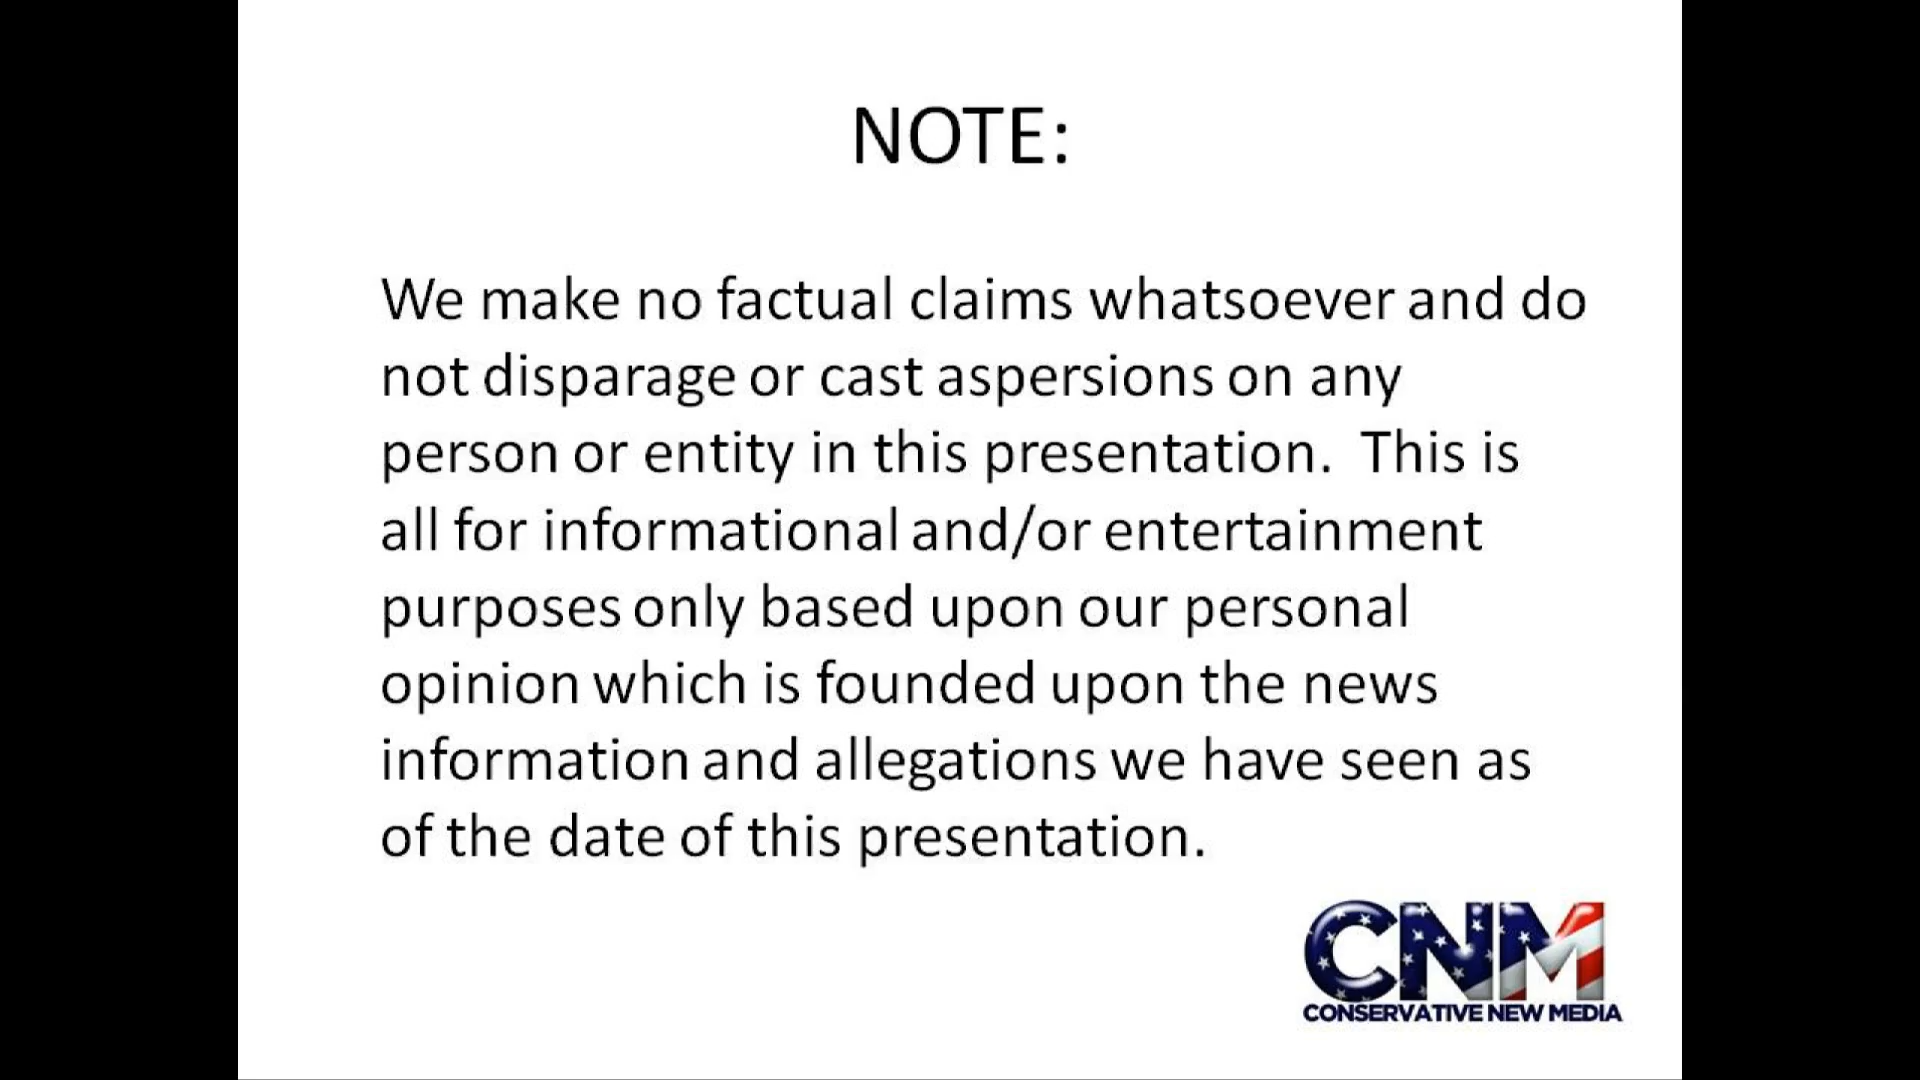 NOTE:
We make no factual claims whatsoever and do
not disparage or cast aspersions on any
person or entity in this presentation.  This is
all for informational and/or entertainment
purposes only based upon our personal
opinion which is founded upon the news
information and allegations we have seen as
of the date of this presentation.
CNM
CONSERVATIVE NEW MEDIA